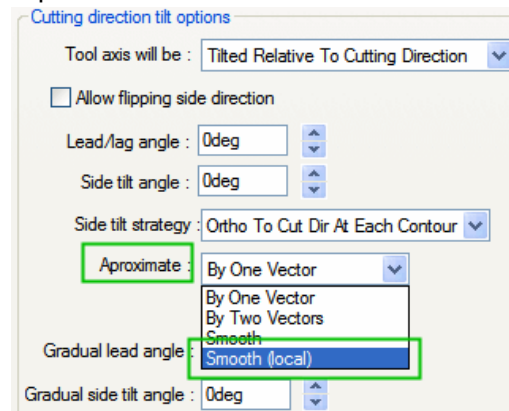 Cutting direction tilt options
Tool axis will be : Tilted Relative To Cutting Direction
Allow flipping side direction
Lead/lag angle : 0deg
Side tilt angle : 0deg
Side tilt strategy : Ortho To Cut Dir At Each Contour
Aproximate : By One Vector
By One Vector
By Two Vectors
Smooth
Gradual lead angle : Smooth (local)
Gradual side tilt angle : 0deg